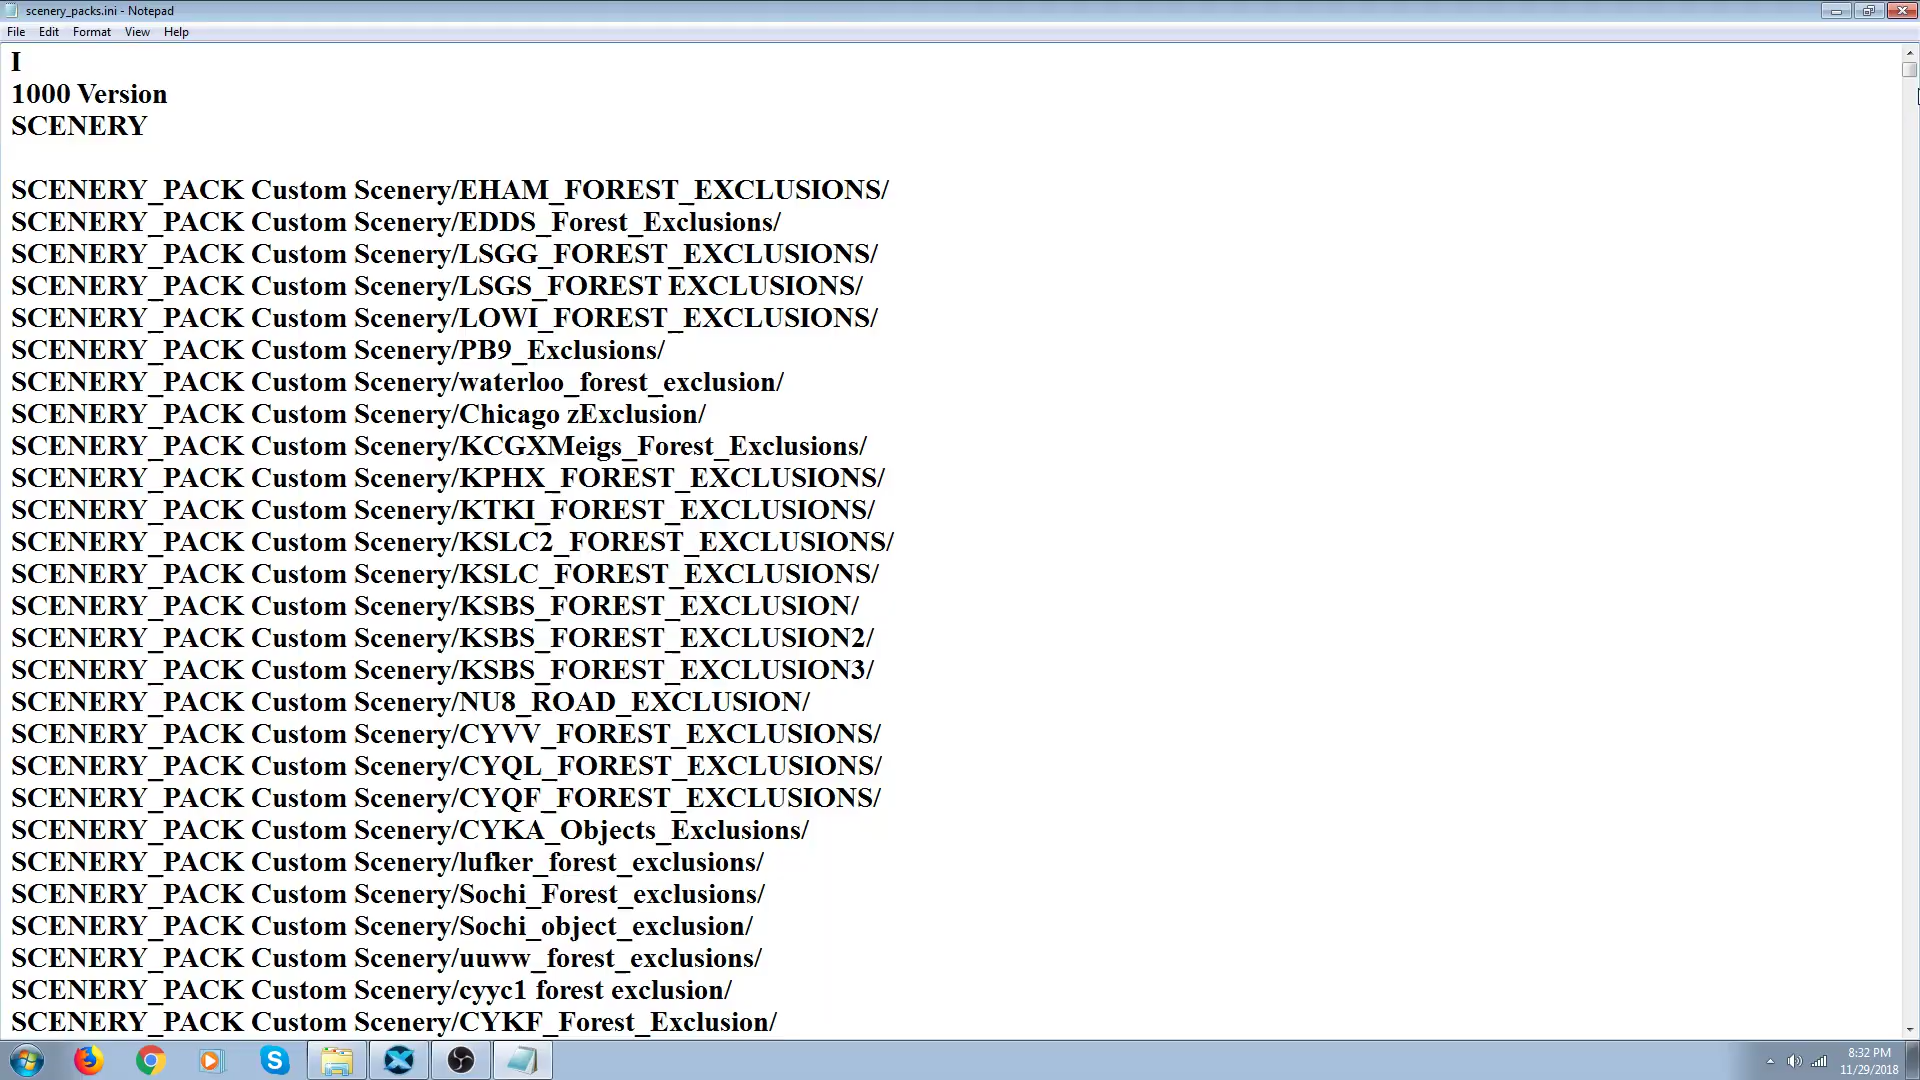 scenery_packs.ini - Notepad
File Edit Format View Help
I
1000 Version
SCENERY
SCENERY_PACK Custom Scenery/EHAM_FOREST_EXCLUSIONS/
SCENERY_PACK Custom Scenery/EDDS_Forest_Exclusions/
SCENERY_PACK Custom Scenery/LSGG_FOREST_EXCLUSIONS/
SCENERY_PACK Custom Scenery/LSGS_FOREST EXCLUSIONS/
SCENERY_PACK Custom Scenery/LOWI_FOREST_EXCLUSIONS/
SCENERY_PACK Custom Scenery/PB9_Exclusions/
SCENERY_PACK Custom Scenery/waterloo_forest_exclusion/
SCENERY_PACK Custom Scenery/Chicago zExclusion/
SCENERY_PACK Custom Scenery/KCGXMeigs_Forest_Exclusions/
SCENERY_PACK Custom Scenery/KPHX_FOREST_EXCLUSIONS/
SCENERY_PACK Custom Scenery/KTKI_FOREST_EXCLUSIONS/
SCENERY_PACK Custom Scenery/KSLC2_FOREST_EXCLUSIONS/
SCENERY_PACK Custom Scenery/KSLC_FOREST_EXCLUSIONS/
SCENERY_PACK Custom Scenery/KSBS_FOREST_EXCLUSION/
SCENERY_PACK Custom Scenery/KSBS_FOREST_EXCLUSION2/
SCENERY_PACK Custom Scenery/KSBS_FOREST_EXCLUSION3/
SCENERY_PACK Custom Scenery/NU8_ROAD_EXCLUSION/
SCENERY_PACK Custom Scenery/CYVV_FOREST_EXCLUSIONS/
SCENERY_PACK Custom Scenery/CYQL_FOREST_EXCLUSIONS/
SCENERY_PACK Custom Scenery/CYQF_FOREST_EXCLUSIONS/
SCENERY_PACK Custom Scenery/CYKA_Objects_Exclusions/
SCENERY_PACK Custom Scenery/lufker_forest_exclusions/
SCENERY_PACK Custom Scenery/Sochi_Forest_exclusions/
SCENERY_PACK Custom Scenery/Sochi_object_exclusion/
SCENERY_PACK Custom Scenery/uuww_forest_exclusions/
SCENERY_PACK Custom Scenery/cyyc1 forest exclusion/
SCENERY_PACK Custom Scenery/CYKF_Forest_Exclusion/
8:32 PM
11/29/2018